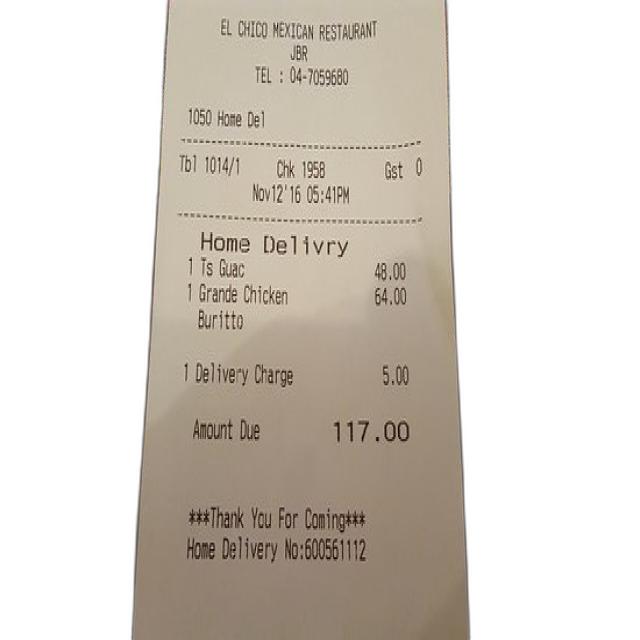 EL CHICO MEXICAN RESTAURANT
JBR
TEL : 04-7059680
1050 Home Del
Tbl 1014/1 Chk 1958 Gst 0
Nov12'16 05:41PM
Home Delivry
1 Ts Guac 48.00
1 Grande Chicken 64.00
Buritto
1 Delivery Charge 5.00
Amount Due 117.00
***Thank You For Coming***
Home Delivery No:600561112